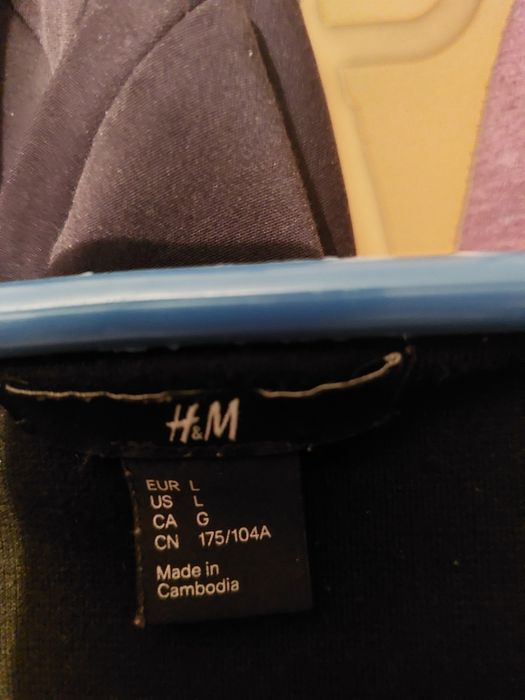 H&M
EUR L
US L
CA G
CN 175/104A
Made in
Cambodia